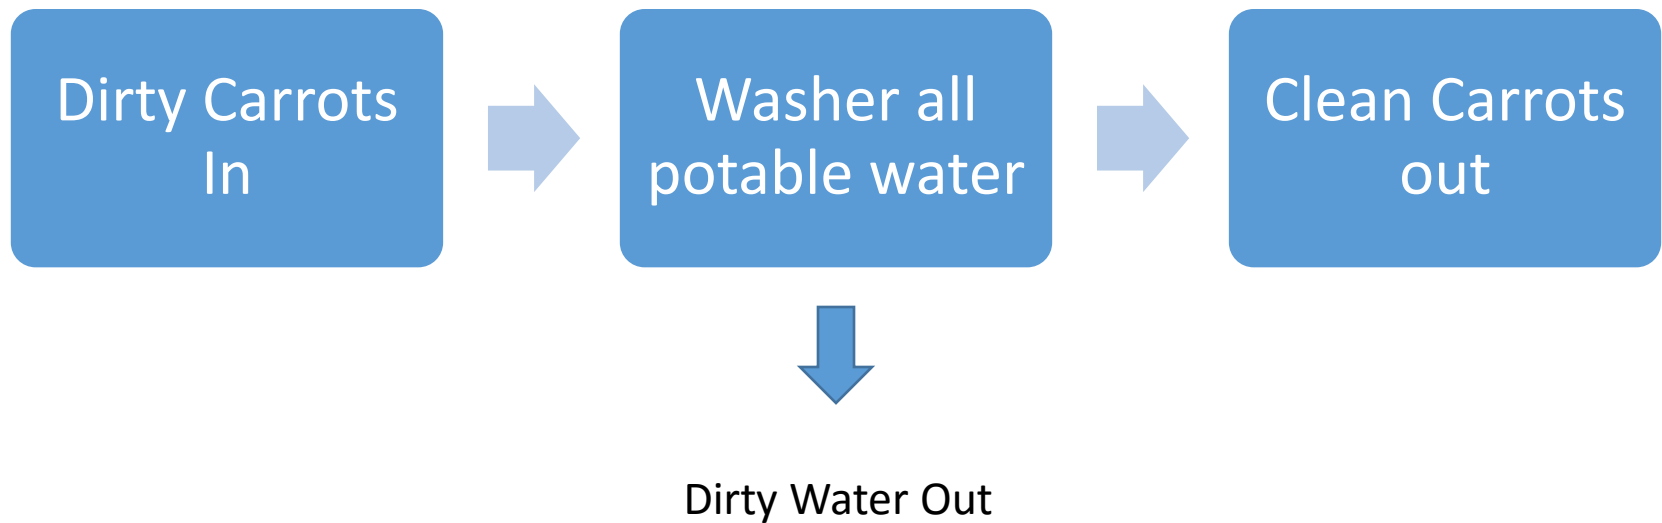 Dirty Carrots
In
Washer all
potable water
Clean Carrots
out
Dirty Water Out